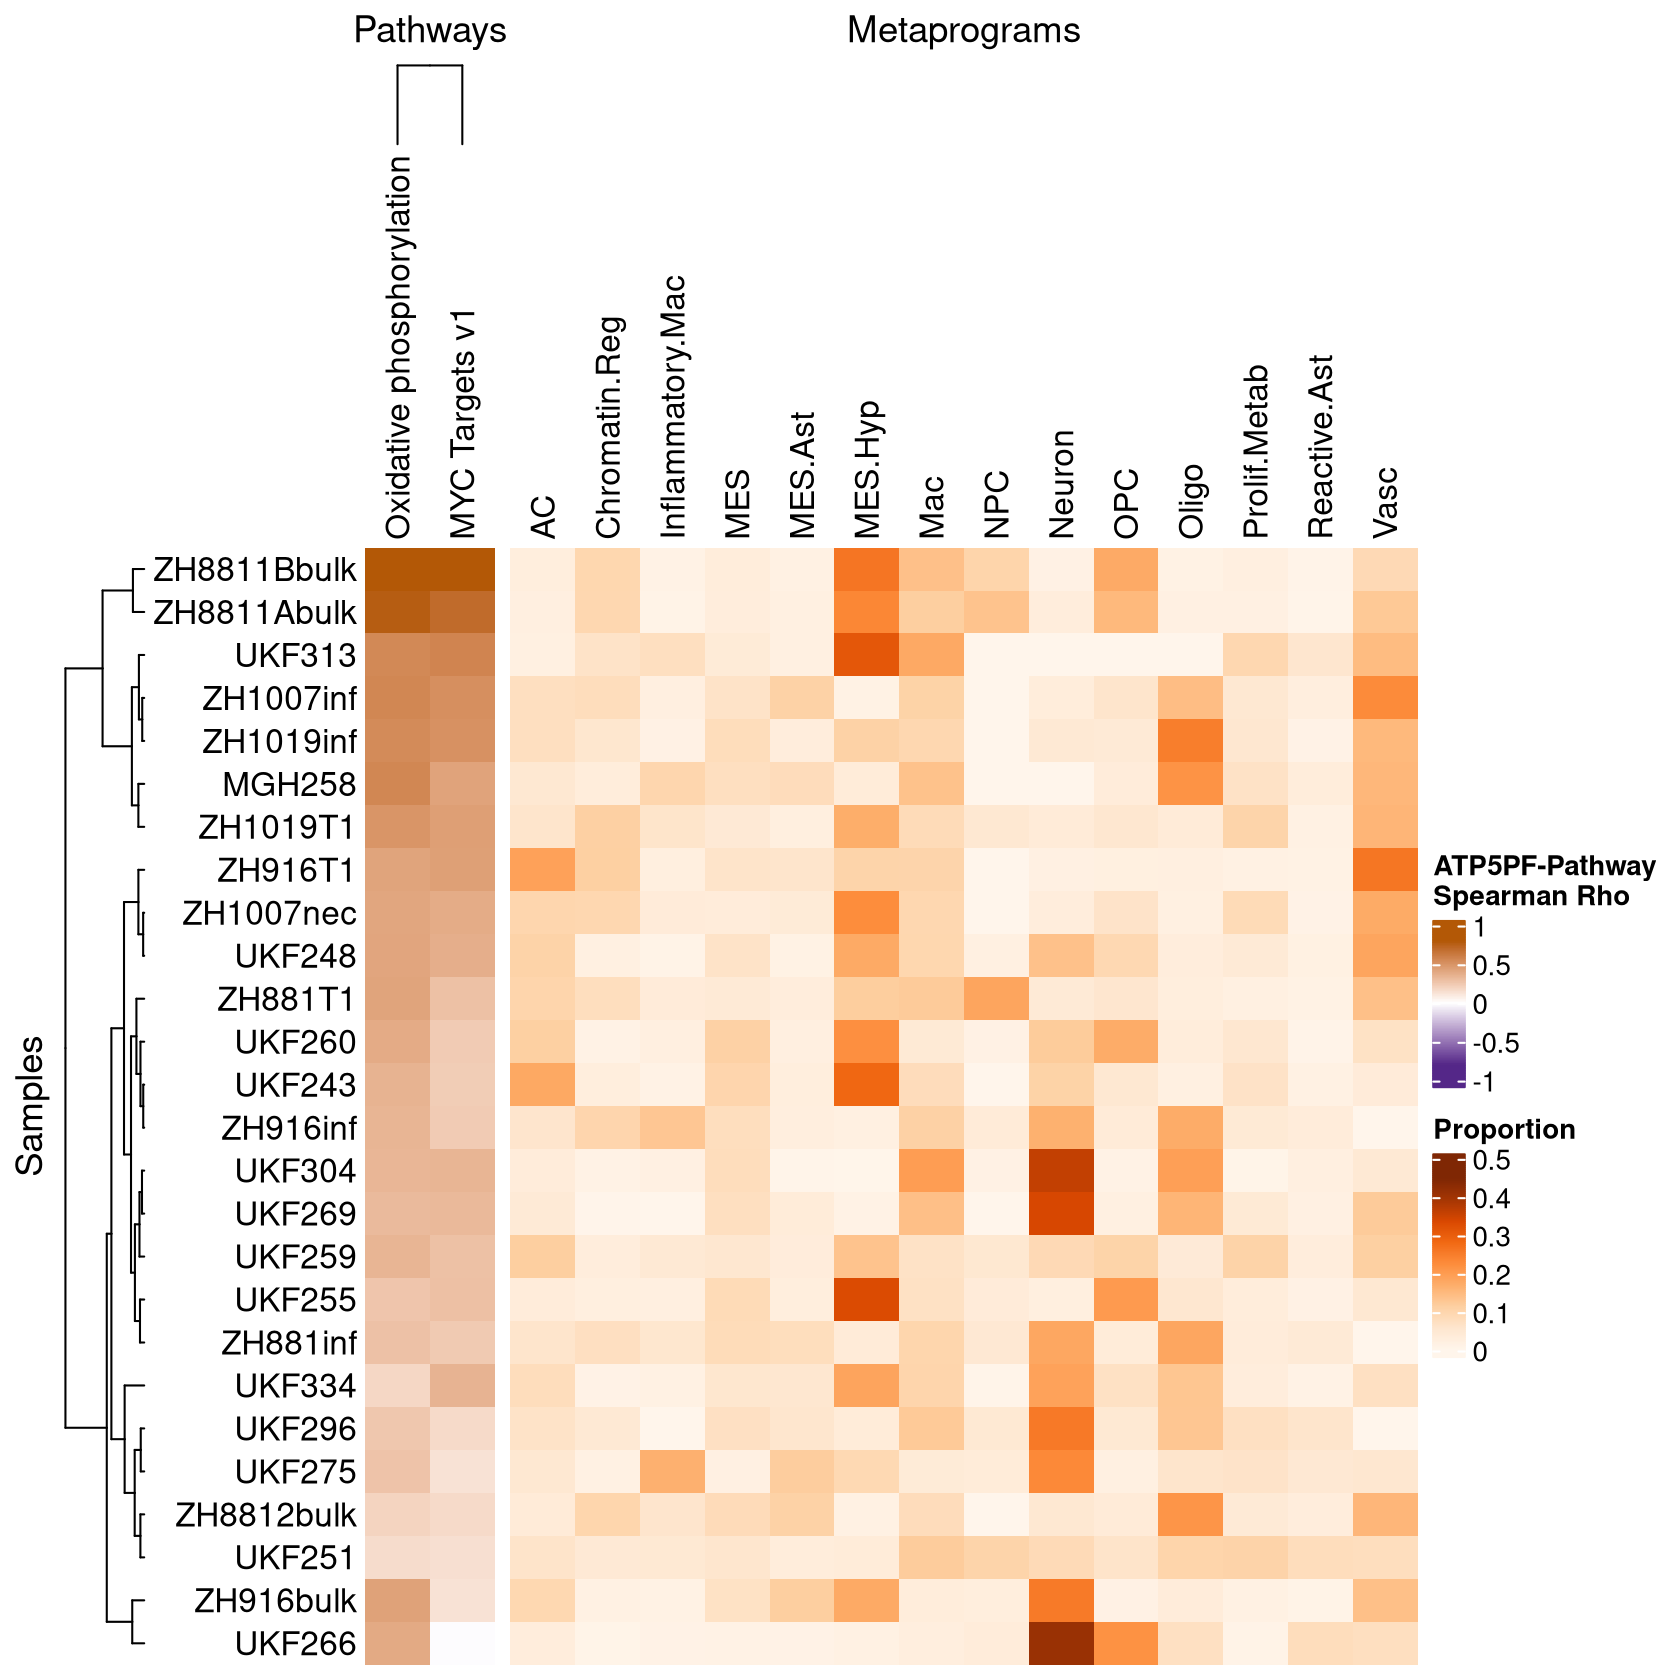 Pathways
Metaprograms
Oxidative phosphorylation
MYC Targets v1
AC
Chromatin.Reg
Inflammatory.Mac
MES
MES.Ast
MES.Hyp
Mac
NPC
Neuron
OPC
Oligo
Prolif.Metab
Reactive.Ast
Vasc
Samples
ZH8811Bbulk
ZH8811Abulk
UKF313
ZH1007inf
ZH1019inf
MGH258
ZH1019T1
ZH916T1
ZH1007nec
UKF248
ZH881T1
UKF260
UKF243
ZH916inf
UKF304
UKF269
UKF259
UKF255
ZH881inf
UKF334
UKF296
UKF275
ZH8812bulk
UKF251
ZH916bulk
UKF266
ATP5PF-Pathway
Spearman Rho
1
0.5
0
-0.5
-1
Proportion
0.5
0.4
0.3
0.2
0.1
0